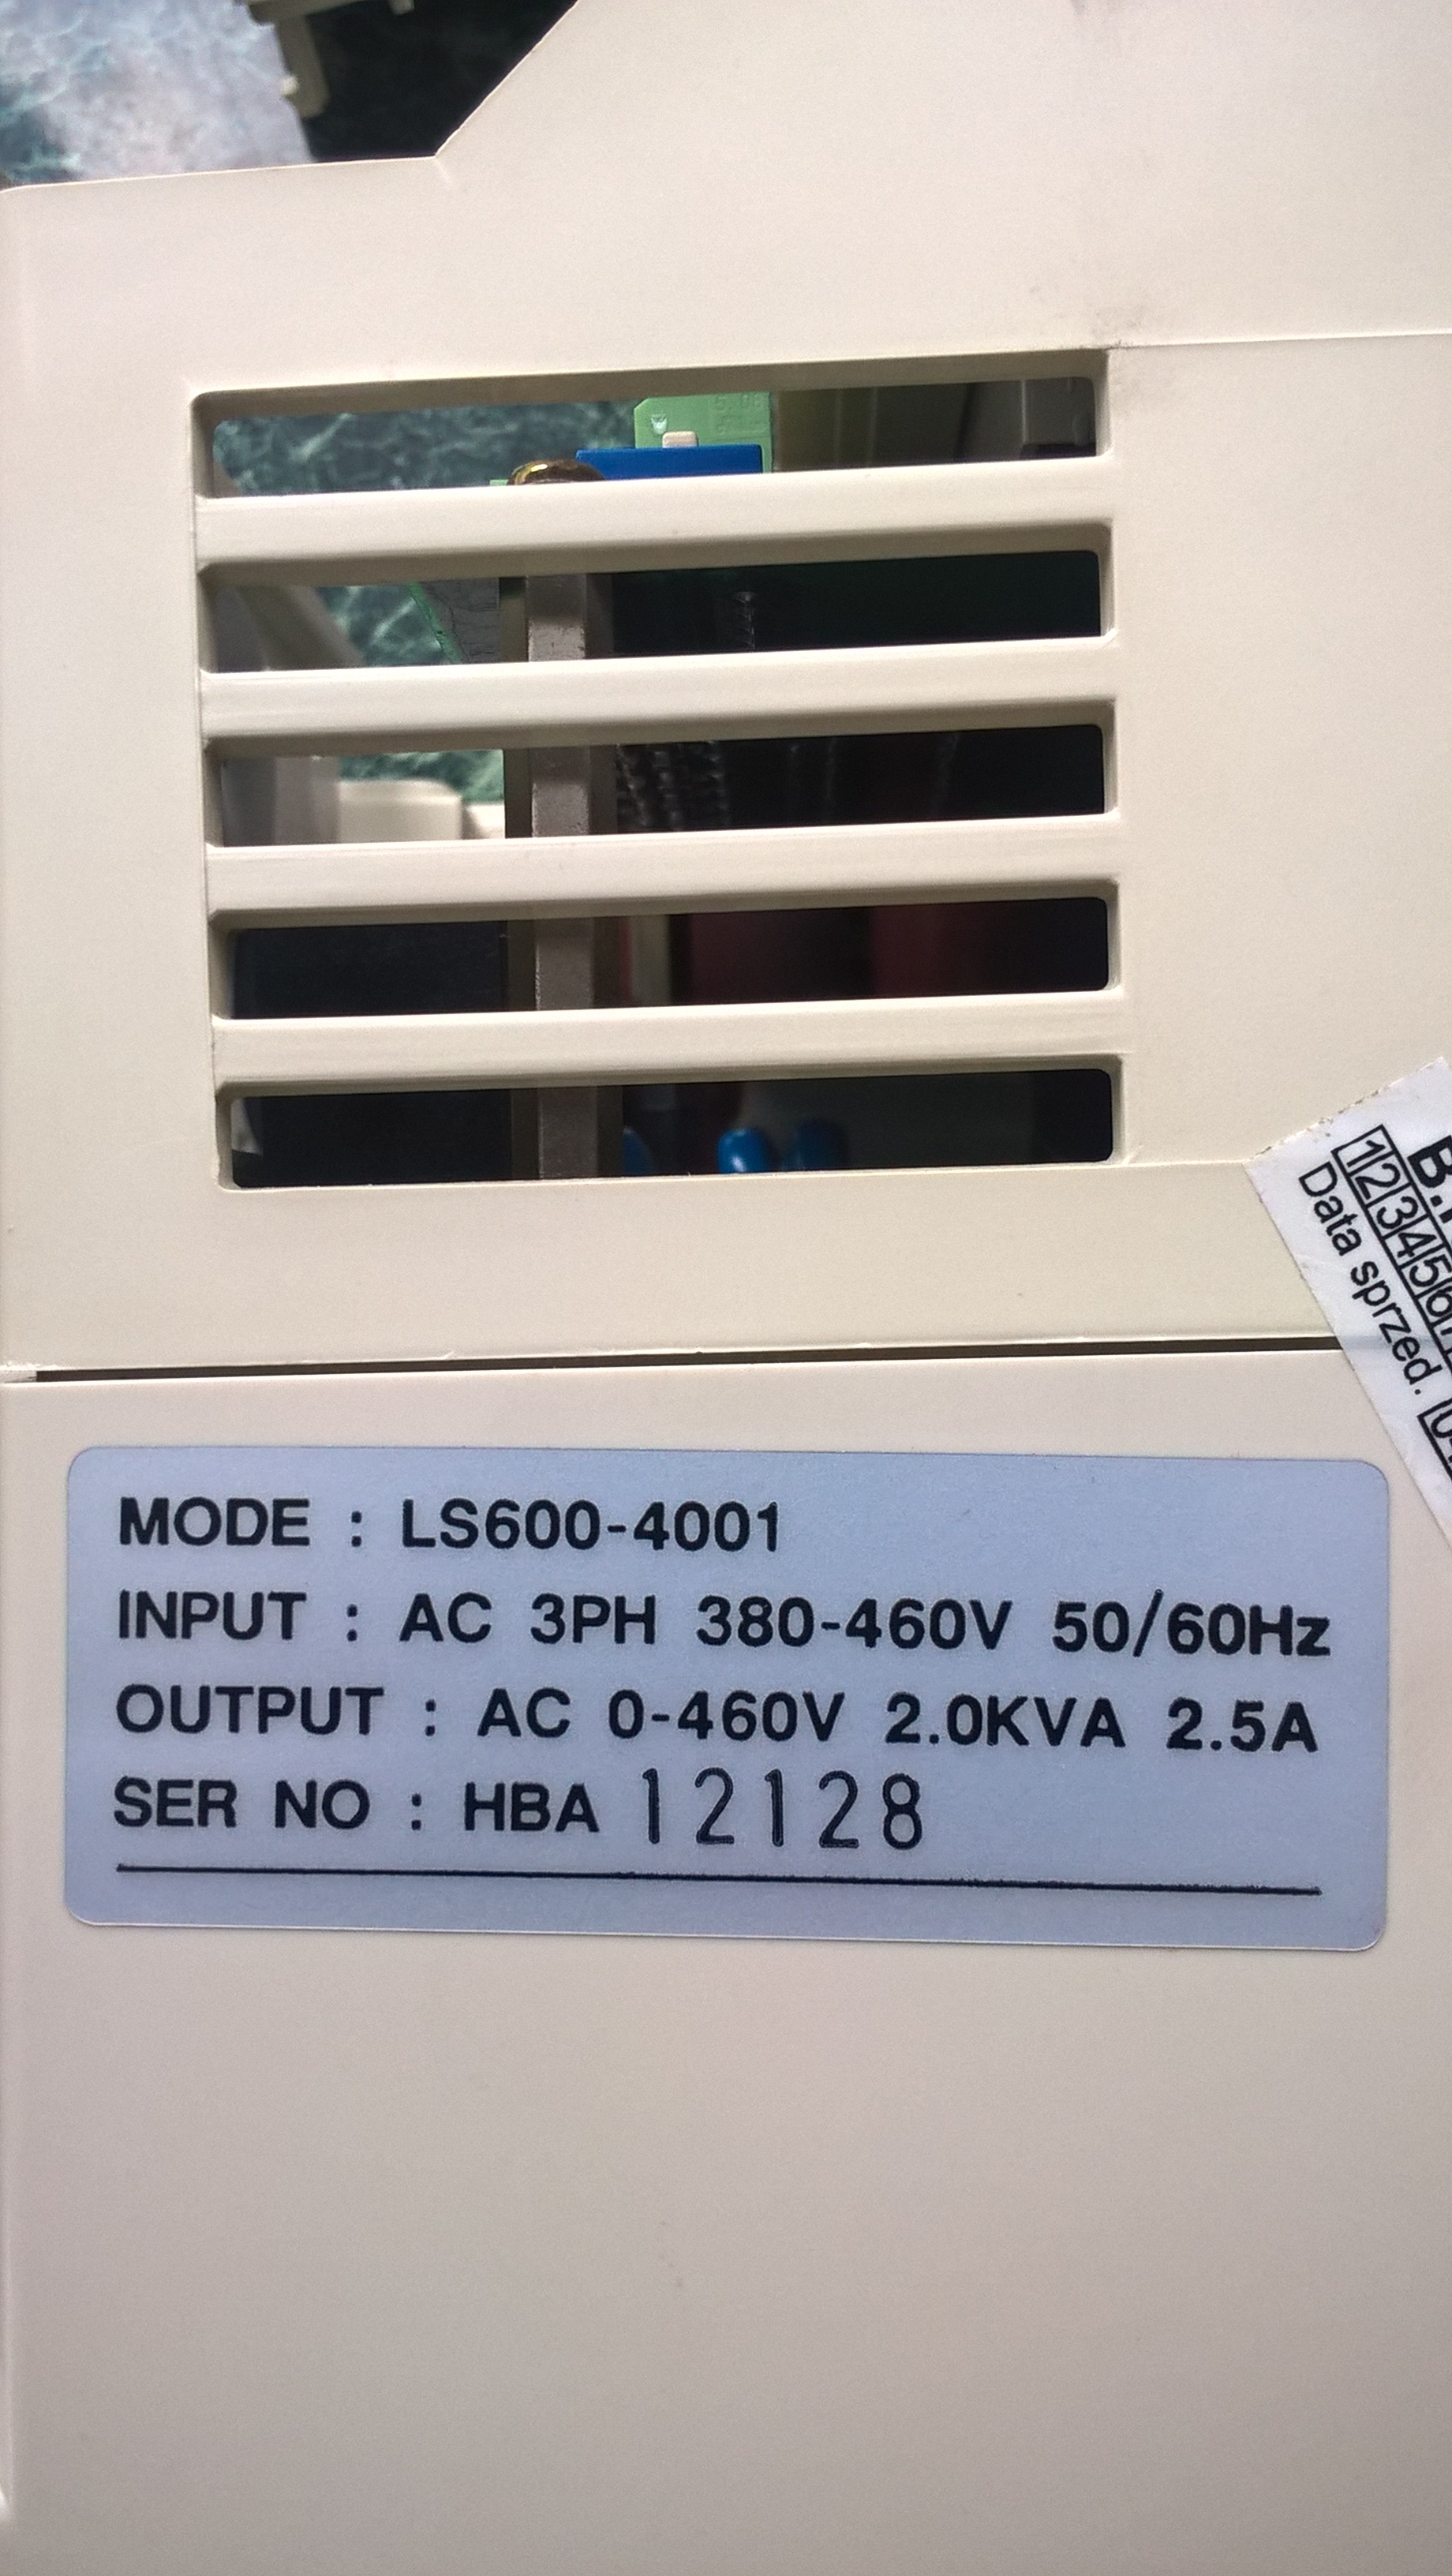 12345
Data sprzed.
MODE : LS600-4001
INPUT : AC 3PH 380-460V 50/60Hz
OUTPUT : AC 0-460V 2.0KVA 2.5A
SER NO : HBA 12128